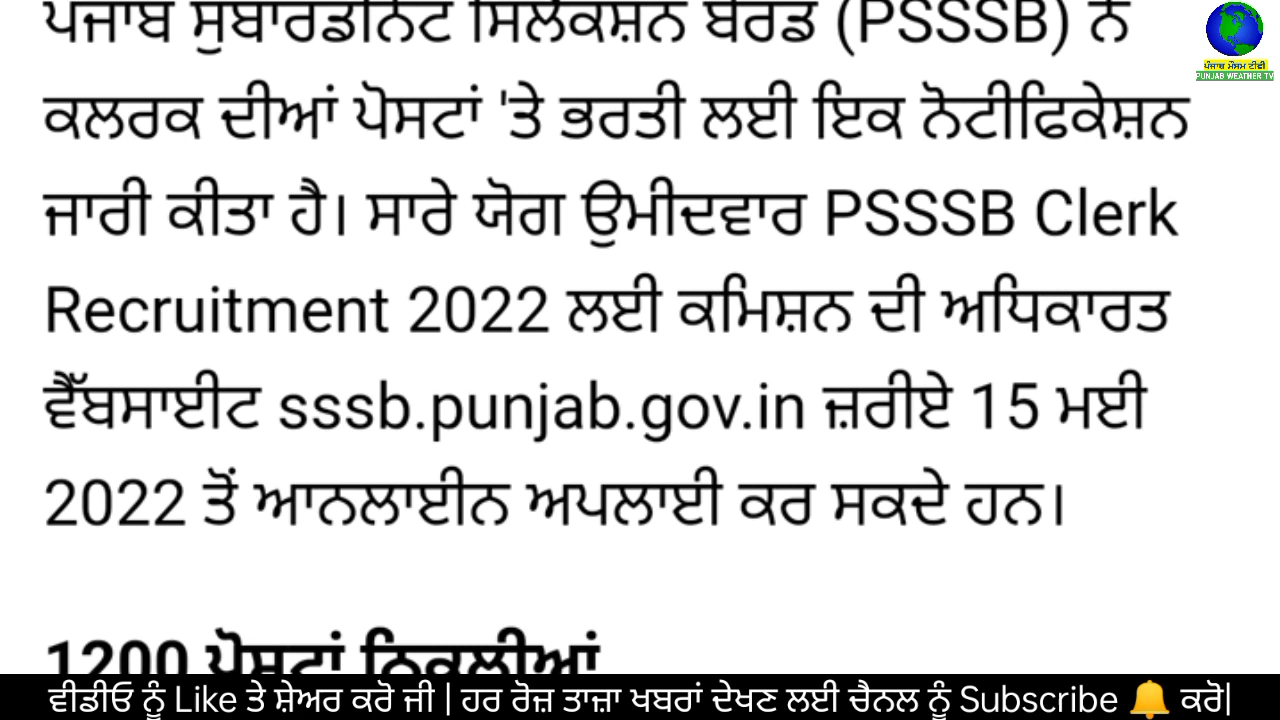 ਪੰਜਾਬ ਸੁਬਾਰਡੀਨੇਟ ਸਿਲੈਕਸ਼ਨ ਬੋਰਡ (PSSSB) ਨੇ
ਕਲਰਕ ਦੀਆਂ ਪੋਸਟਾਂ 'ਤੇ ਭਰਤੀ ਲਈ ਇਕ ਨੋਟੀਫਿਕੇਸ਼ਨ
ਜਾਰੀ ਕੀਤਾ ਹੈ। ਸਾਰੇ ਯੋਗ ਉਮੀਦਵਾਰ PSSSB Clerk
Recruitment 2022 ਲਈ ਕਮਿਸ਼ਨ ਦੀ ਅਧਿਕਾਰਤ
ਵੈੱਬਸਾਈਟ sssb.punjab.gov.in ਜ਼ਰੀਏ 15 ਮਈ
2022 ਤੋਂ ਆਨਲਾਈਨ ਅਪਲਾਈ ਕਰ ਸਕਦੇ ਹਨ।
1200 ਪੋਸਟਾਂ ਨਿਕਲੀਆਂ
ਪੰਜਾਬ ਮੌਸਮ ਟੀਵੀ
PUNJAB WEATHER TV
ਵੀਡੀਓ ਨੂੰ Like ਤੇ ਸ਼ੇਅਰ ਕਰੋ ਜੀ | ਹਰ ਰੋਜ਼ ਤਾਜ਼ਾ ਖਬਰਾਂ ਦੇਖਣ ਲਈ ਚੈਨਲ ਨੂੰ Subscribe 🔔 ਕਰੋ|